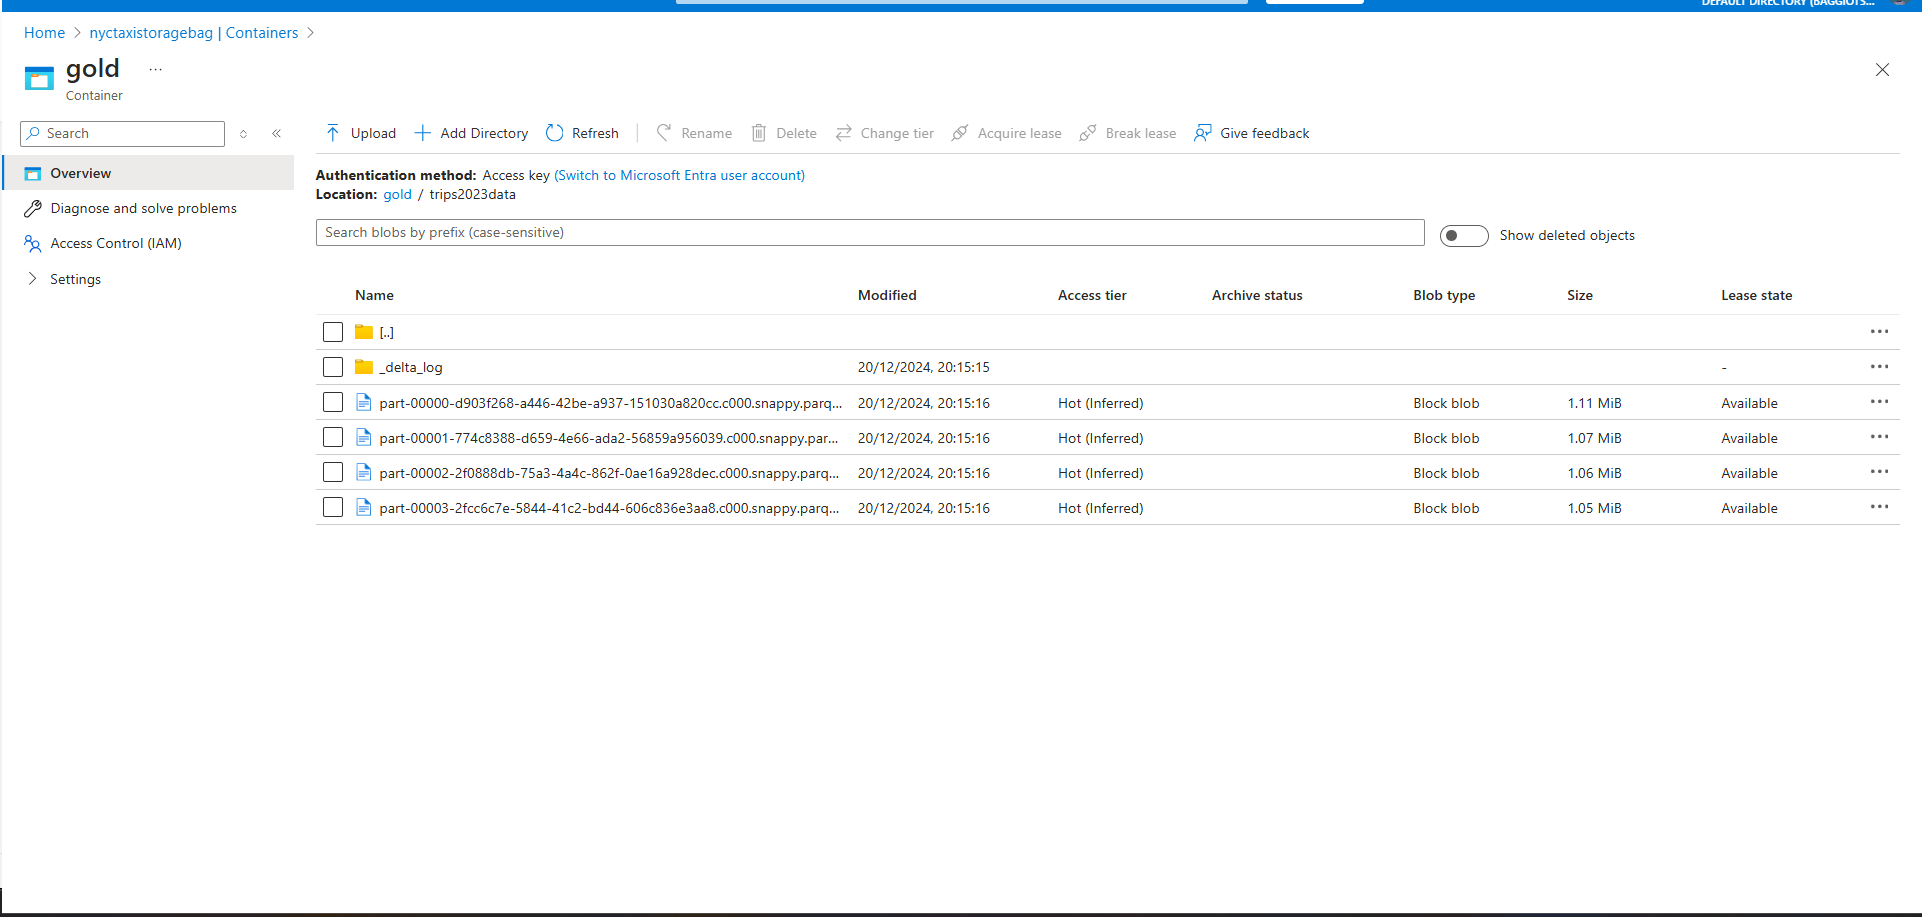 DEFAULT DIRECTORY (BAGGIOTS...
Home > nyctaxistoragebag | Containers >
gold ...
Container
Search
Upload Add Directory Refresh Rename Delete Change tier Acquire lease Break lease Give feedback
Overview
Diagnose and solve problems
Access Control (IAM)
Settings
Authentication method: Access key (Switch to Microsoft Entra user account)
Location: gold / trips2023data
Search blobs by prefix (case-sensitive)
Show deleted objects
Name Modified Access tier Archive status Blob type Size Lease state
[..]
_delta_log 20/12/2024, 20:15:15 -
part-00000-d903f268-a446-42be-a937-151030a820cc.c000.snappy.parq... 20/12/2024, 20:15:16 Hot (Inferred) Block blob 1.11 MiB Available
part-00001-774c8388-d659-4e66-ada2-56859a956039.c000.snappy.par... 20/12/2024, 20:15:16 Hot (Inferred) Block blob 1.07 MiB Available
part-00002-2f0888db-75a3-4a4c-862f-0ae16a928dec.c000.snappy.parq... 20/12/2024, 20:15:16 Hot (Inferred) Block blob 1.06 MiB Available
part-00003-2fcc6c7e-5844-41c2-bd44-606c836e3aa8.c000.snappy.parq... 20/12/2024, 20:15:16 Hot (Inferred) Block blob 1.05 MiB Available